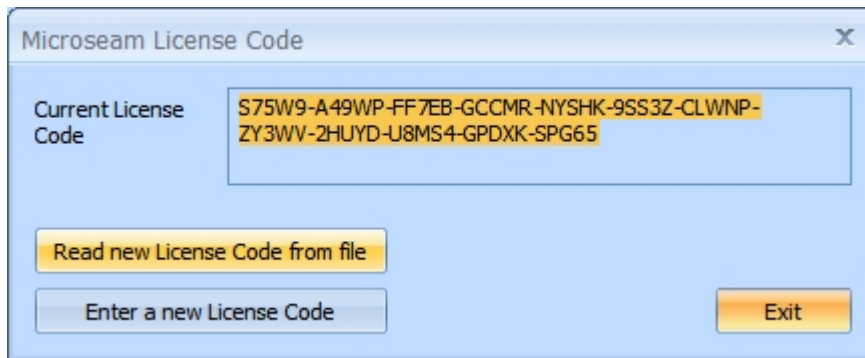 Microseam License Code
X
Current License
Code
S75W9-A49WP-FF7EB-GCCMR-NYSHK-9SS3Z-CLWNP-
ZY3WV-2HUYD-U8MS4-GPDXK-SPG65
Read new License Code from file
Enter a new License Code
Exit